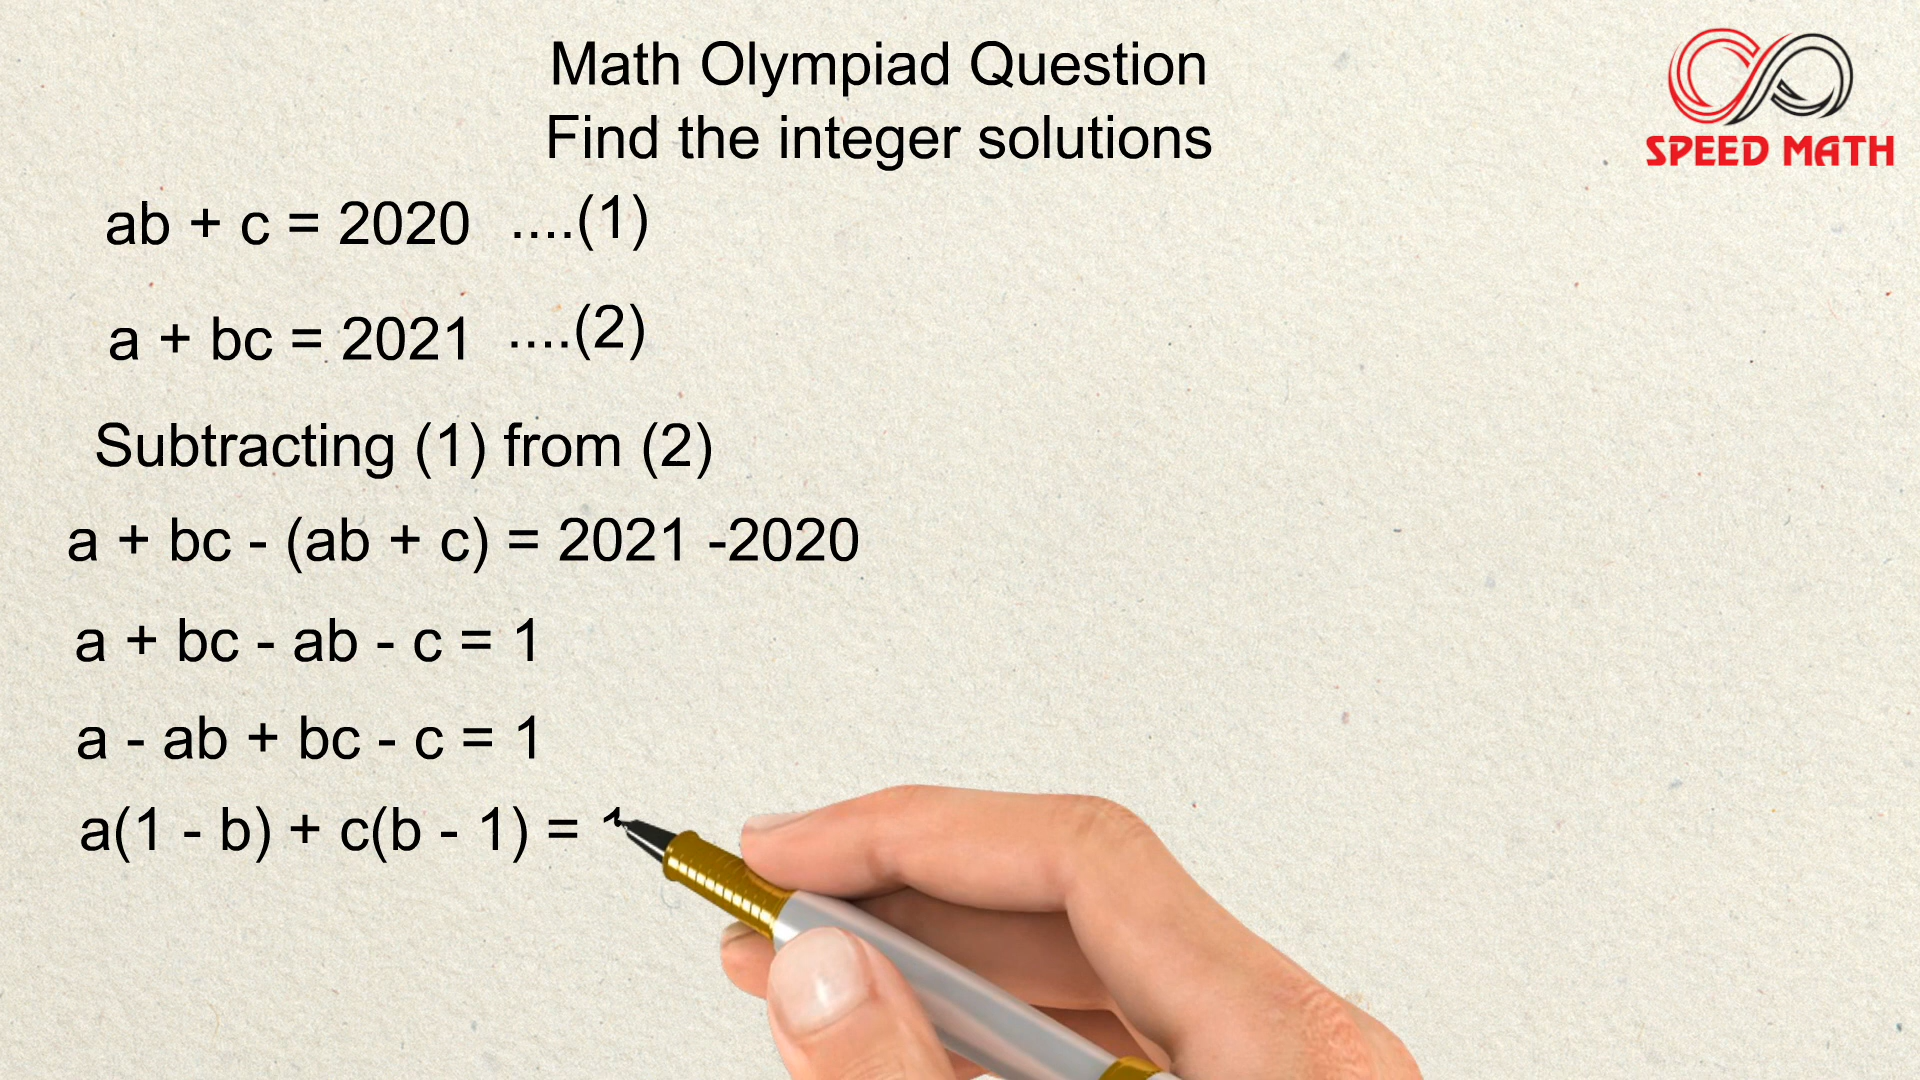 Math Olympiad Question
Find the integer solutions
SPEED MATH
ab + c = 2020 ....(1)
a + bc = 2021 ....(2)
Subtracting (1) from (2)
a + bc - (ab + c) = 2021 -2020
a + bc - ab - c = 1
a - ab + bc - c = 1
a(1 - b) + c(b - 1) =